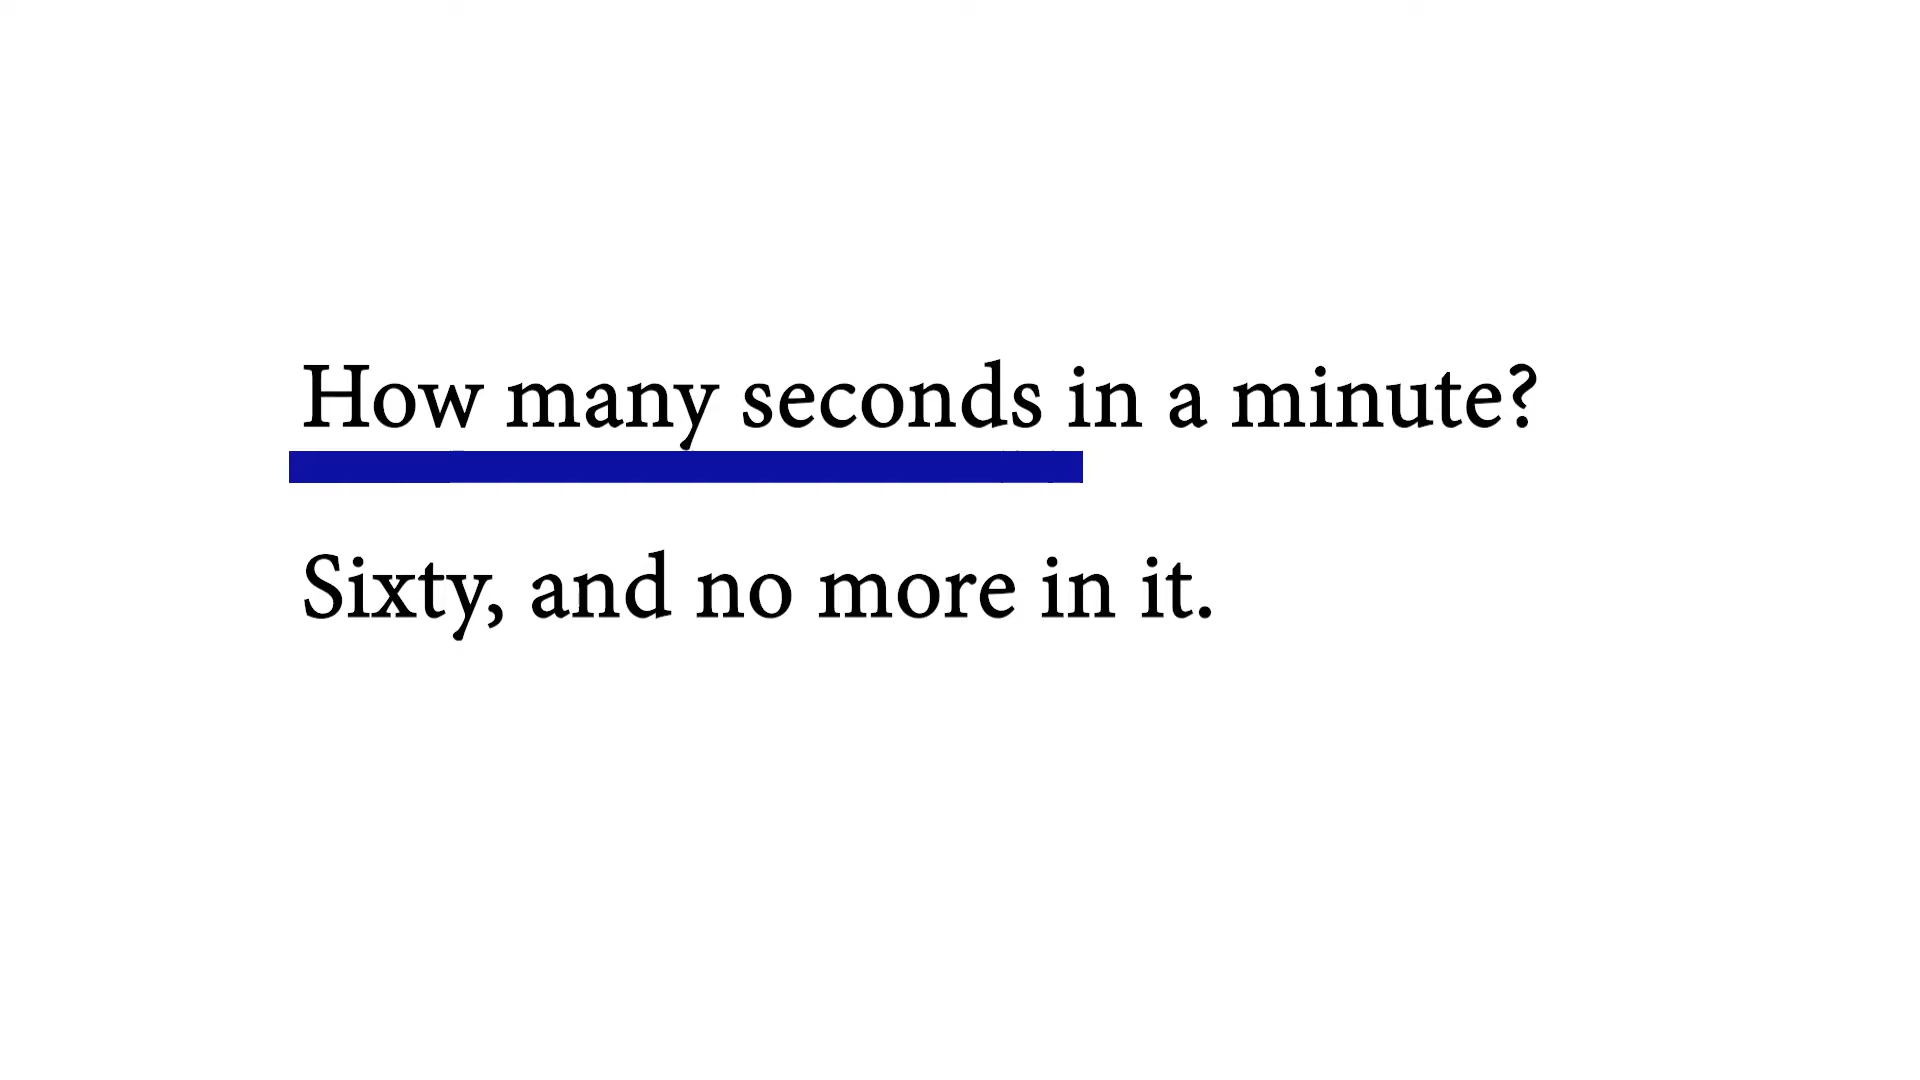 How many seconds in a minute?
Sixty, and no more in it.